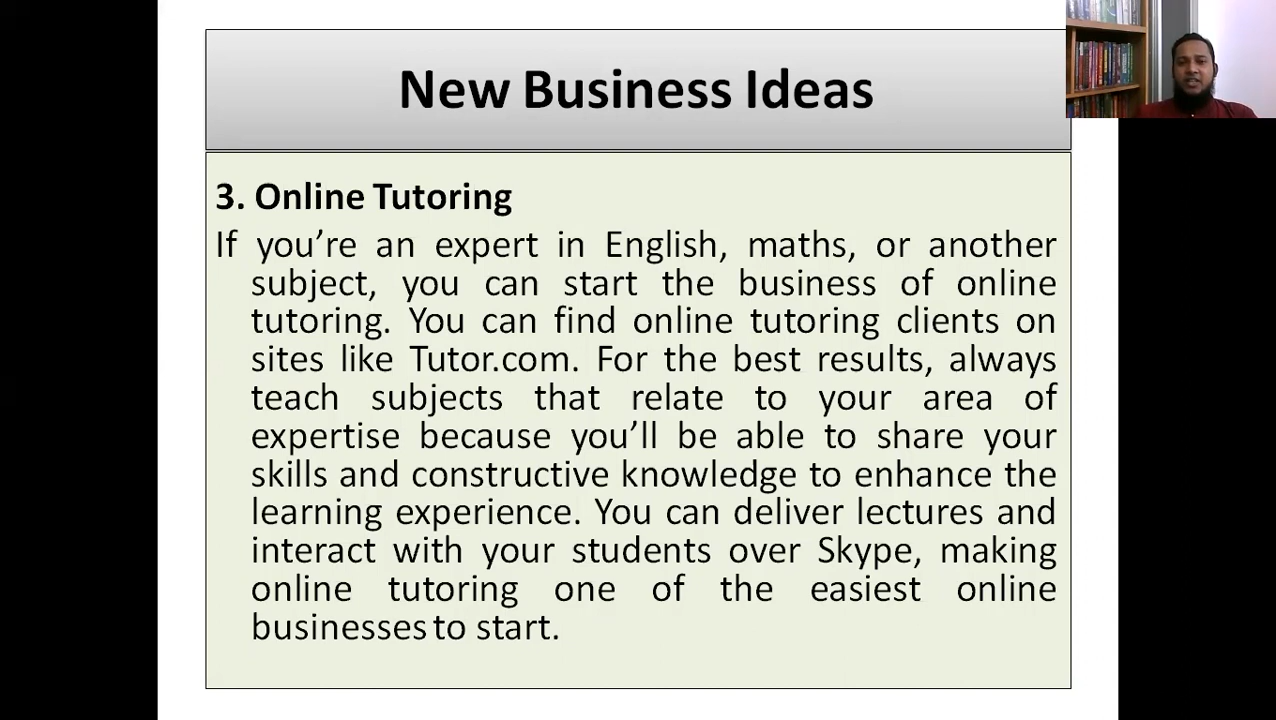 New Business Ideas
3. Online Tutoring
If you’re an expert in English, maths, or another
subject, you can start the business of online
tutoring. You can find online tutoring clients on
sites like Tutor.com. For the best results, always
teach subjects that relate to your area of
expertise because you’ll be able to share your
skills and constructive knowledge to enhance the
learning experience. You can deliver lectures and
interact with your students over Skype, making
online tutoring one of the easiest online
businesses to start.